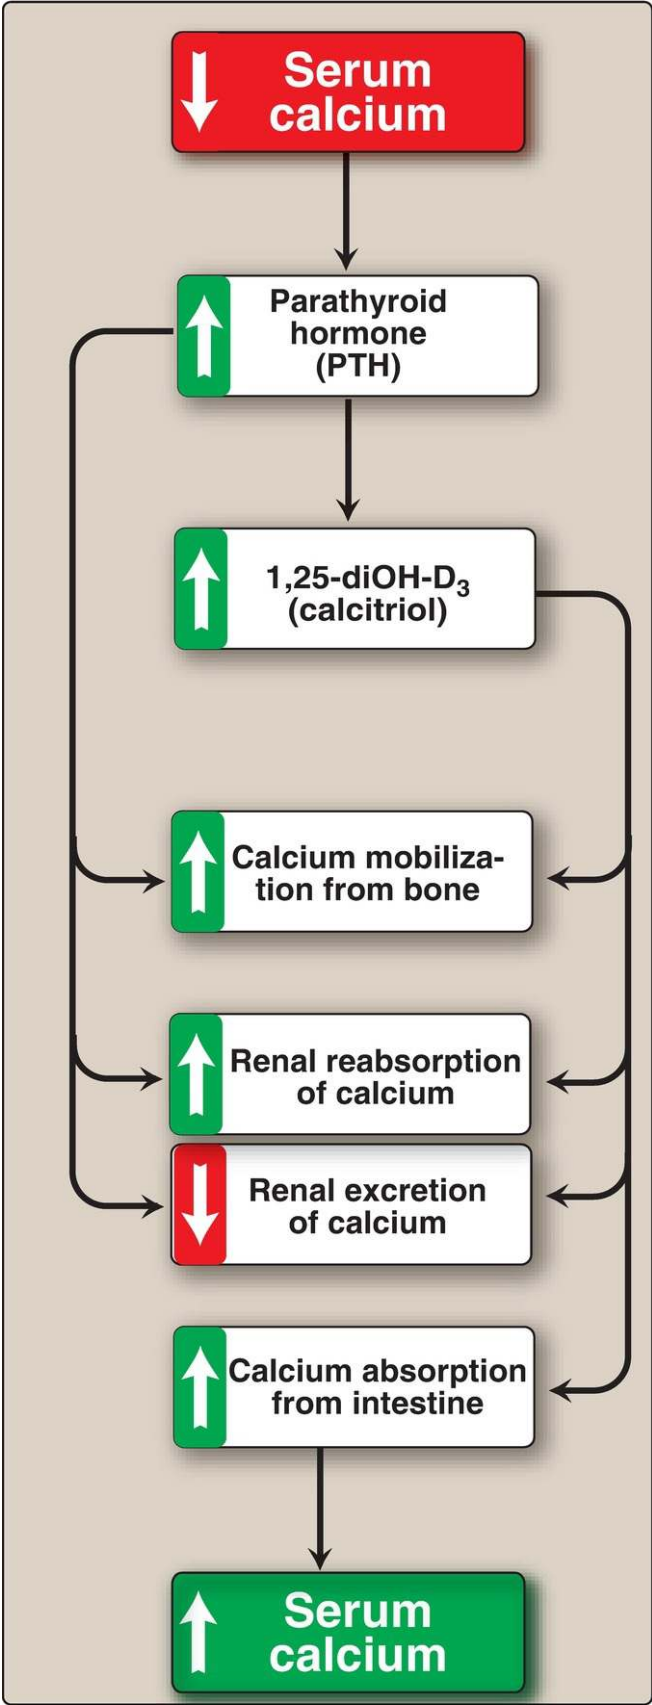 Serum
calcium
Parathyroid
hormone
(PTH)
1,25-diOH-D₃
(calcitriol)
Calcium mobiliza-
tion from bone
Renal reabsorption
of calcium
Renal excretion
of calcium
Calcium absorption
from intestine
Serum
calcium